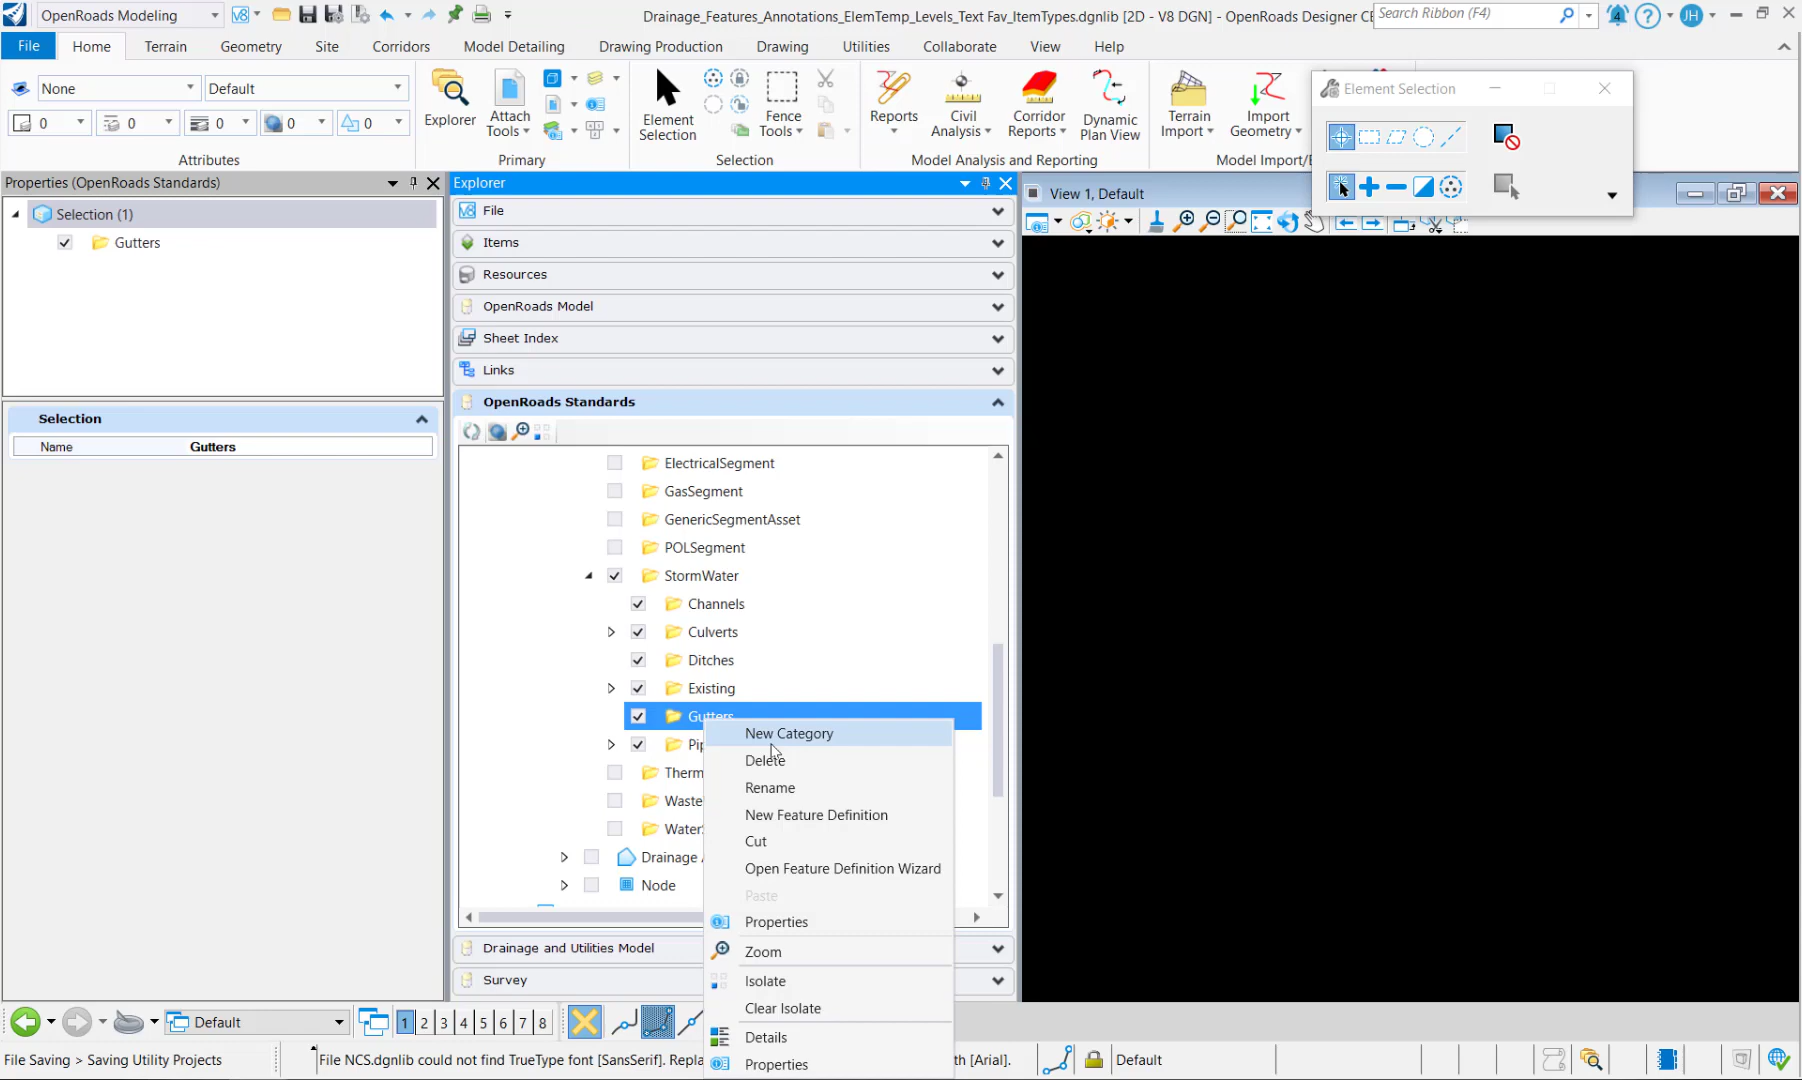 OpenRoads Modeling
Drainage_Features_Annotations_ElemTemp_Levels_Text Fav_ItemTypes.dgnlib [2D - V8 DGN] - OpenRoads Designer CE
Search Ribbon (F4)
4
JH
File Home Terrain Geometry Site Corridors Model Detailing Drawing Production Drawing Utilities Collaborate View Help
None
Default
0 0 0 0 0
Attributes
Explorer
Attach Tools
Primary
Element Selection
Fence Tools
Selection
Reports
Civil Analysis
Corridor Reports
Dynamic Plan View
Model Analysis and Reporting
Terrain Import
Import Geometry
Model Import/E
Element Selection
Properties (OpenRoads Standards)
Selection (1)
Gutters
Selection
Name Gutters
Explorer
File
Items
Resources
OpenRoads Model
Sheet Index
Links
OpenRoads Standards
ElectricalSegment
GasSegment
GenericSegmentAsset
POLSegment
StormWater
Channels
Culverts
Ditches
Existing
Gutters
Pip
Therm
Waste
Water
Drainage A
Node
Drainage and Utilities Model
Survey
New Category
Delete
Rename
New Feature Definition
Cut
Open Feature Definition Wizard
Paste
Properties
Zoom
Isolate
Clear Isolate
Details
Properties
View 1, Default
Default
1 2 3 4 5 6 7 8
File Saving > Saving Utility Projects
File NCS.dgnlib could not find TrueType font [SansSerif]. Repla
th [Arial].
Default